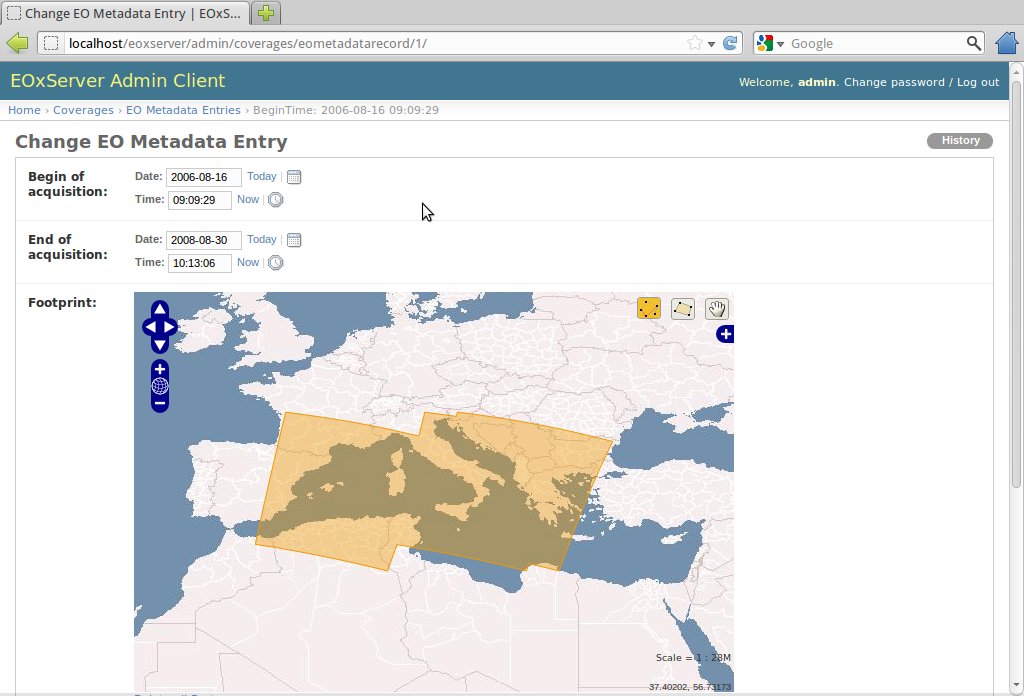 Change EO Metadata Entry | EOxS...
localhost/eoxserver/admin/coverages/eometadatarecord/1/
Google
EOxServer Admin Client
Welcome, admin. Change password / Log out
Home › Coverages › EO Metadata Entries › BeginTime: 2006-08-16 09:09:29
Change EO Metadata Entry
History
Begin of
acquisition:
Date: 2006-08-16 Today |
Time: 09:09:29 Now |
End of
acquisition:
Date: 2008-08-30 Today |
Time: 10:13:06 Now |
Footprint:
Scale = 1 : 28M
37.40202, 56.73173